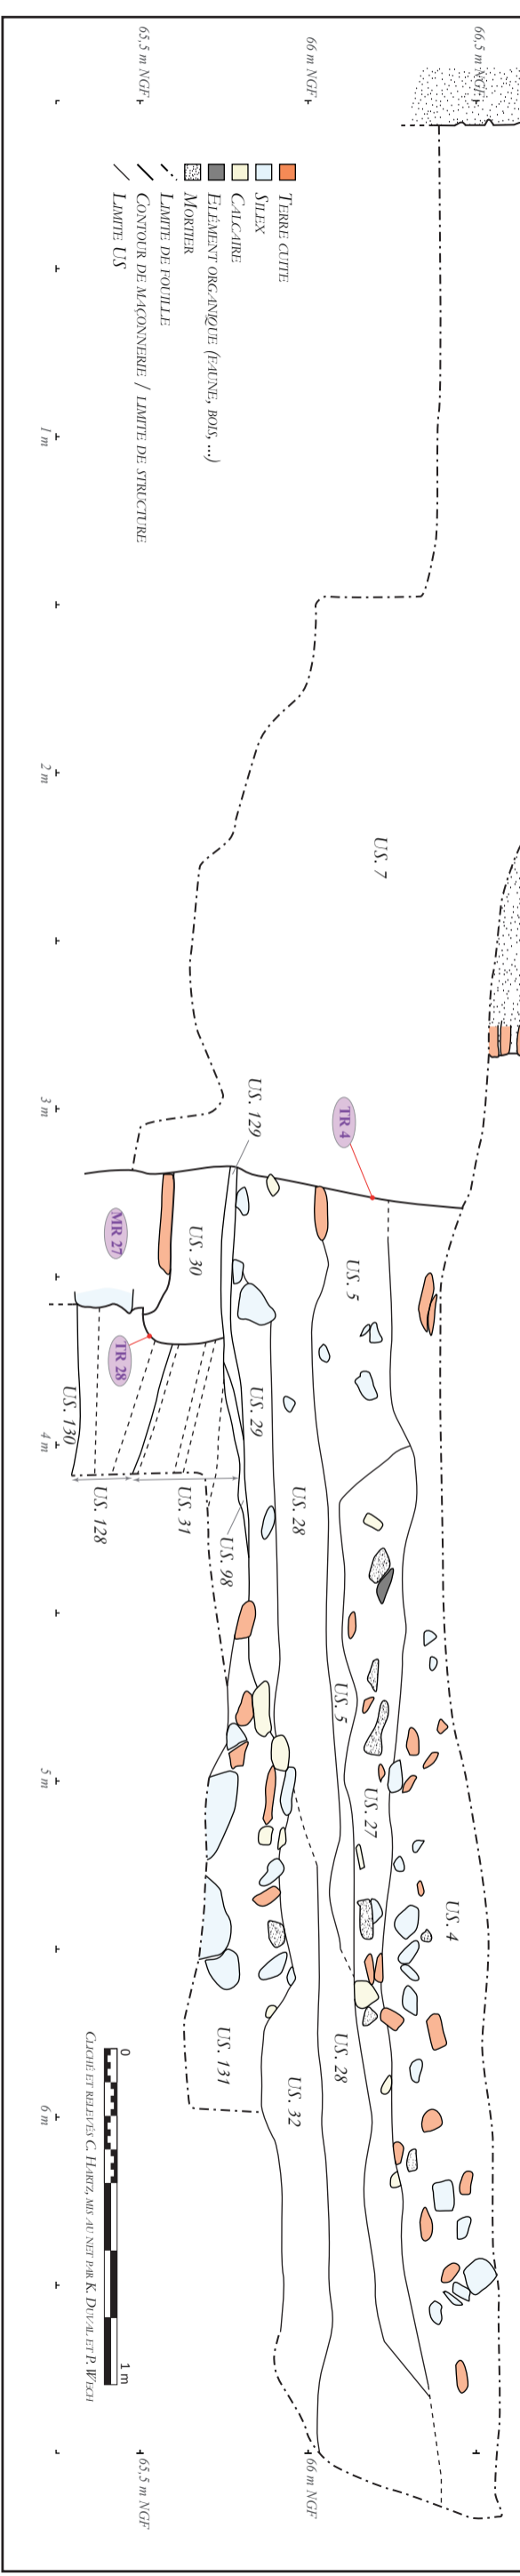 66,5 m NGF
66 m NGF
65,5 m NGF
Terre cuite
Silex
Calcaire
Elément organique (faune, bois, ...)
Mortier
Limite de fouille
Contour de maçonnerie / limite de structure
Limite US
1 m
2 m
3 m
4 m
5 m
6 m
US. 7
TR 4
US. 129
MR 27
US. 30
US. 5
TR 28
US. 130
US. 29
US. 28
US. 128
US. 31
US. 98
US. 5
US. 27
US. 4
US. 28
US. 131
US. 32
0
1 m
Cliché et relevés C. Hartz, mis au net par K. Duval et P. Wech
66 m NGF
65,5 m NGF